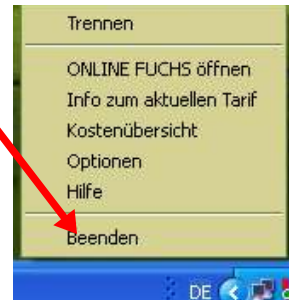 Trennen
ONLINE FUCHS öffnen
Info zum aktuellen Tarif
Kostenübersicht
Optionen
Hilfe
Beenden
DE